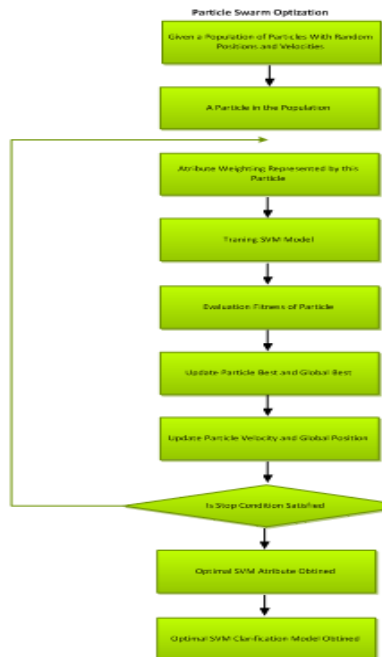 Particle Swarm Optization
Given a Population of Particles With Random
Positions and Velocities
A Particle in the Population
Atribute Weighting Represented by this
Particle
Traning SVM Model
Evaluation Fitness of Particle
Update Particle Best and Global Best
Update Particle Velocity and Global Position
Is Stop Condition Satisfied
Optimal SVM Atribute Obtined
Optimal SVM Clarification Model Obtined